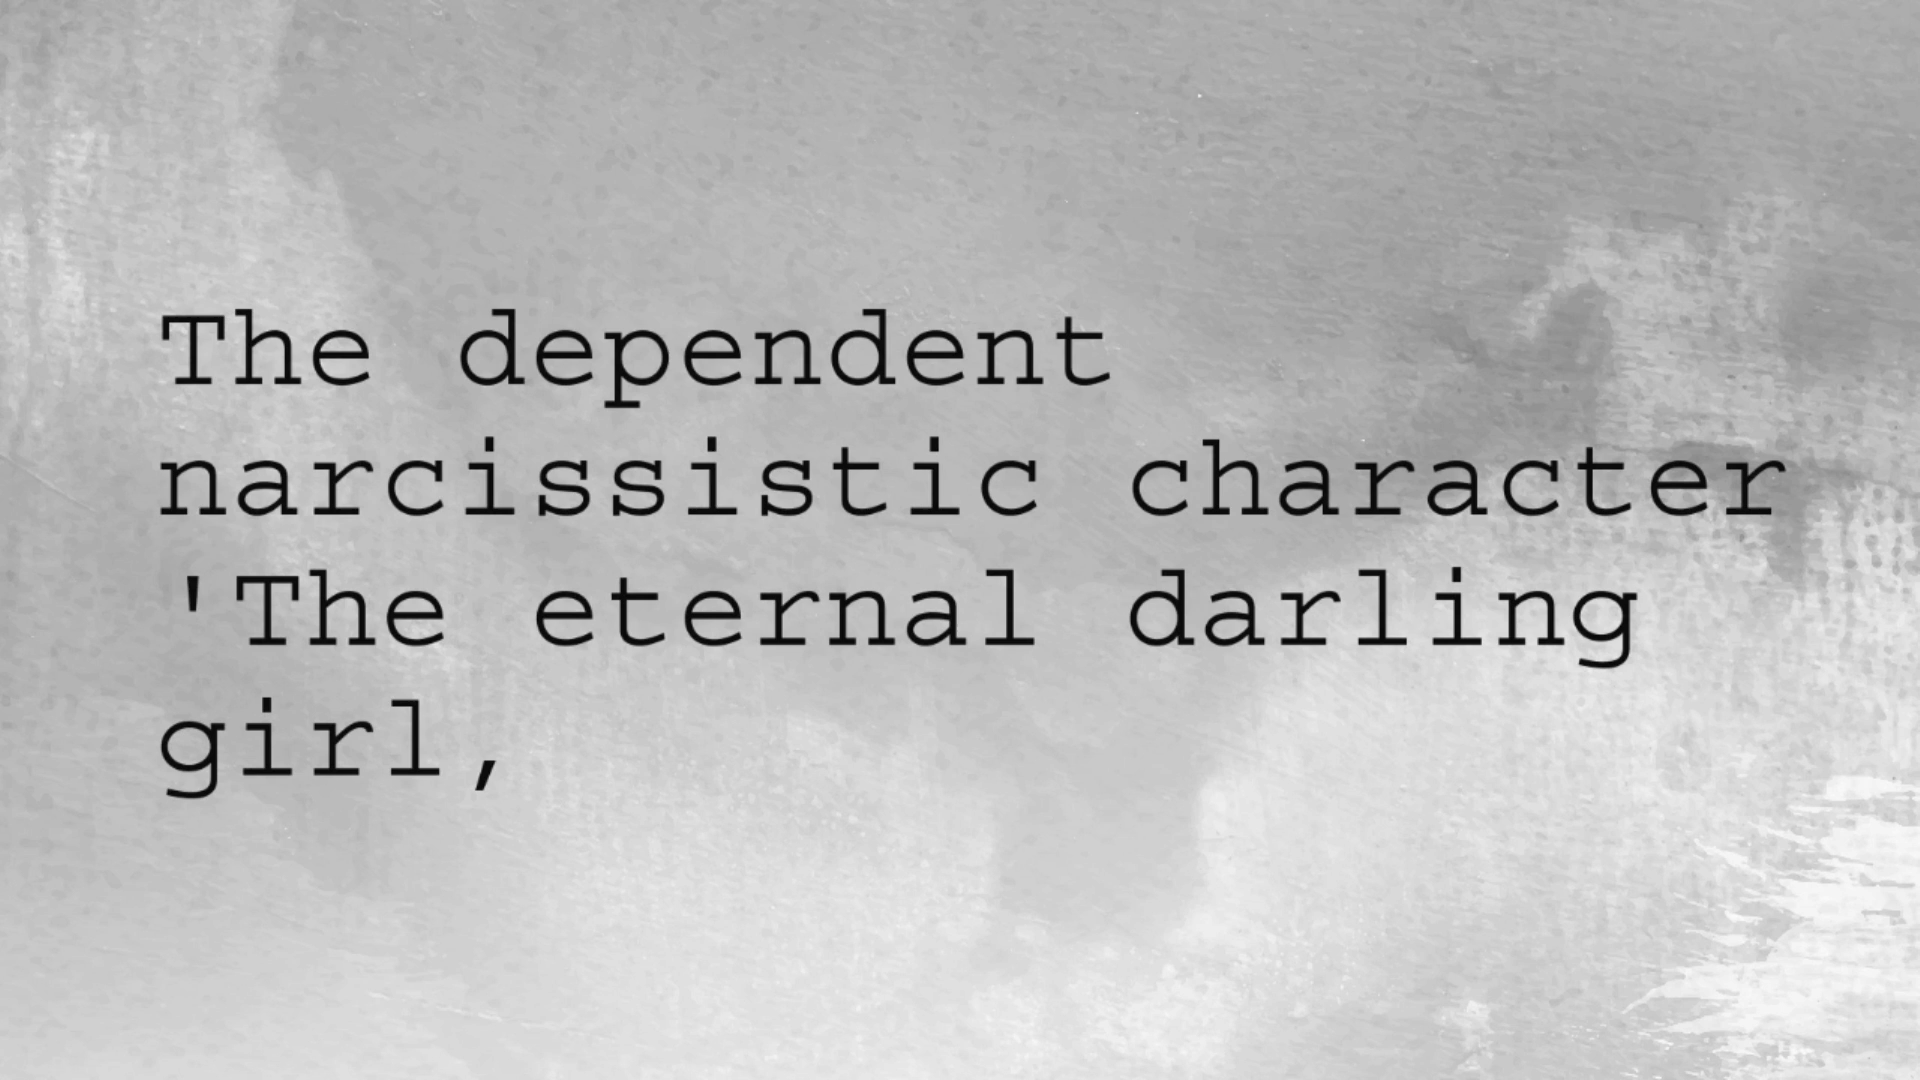 The dependent
narcissistic character
'The eternal darling
girl,